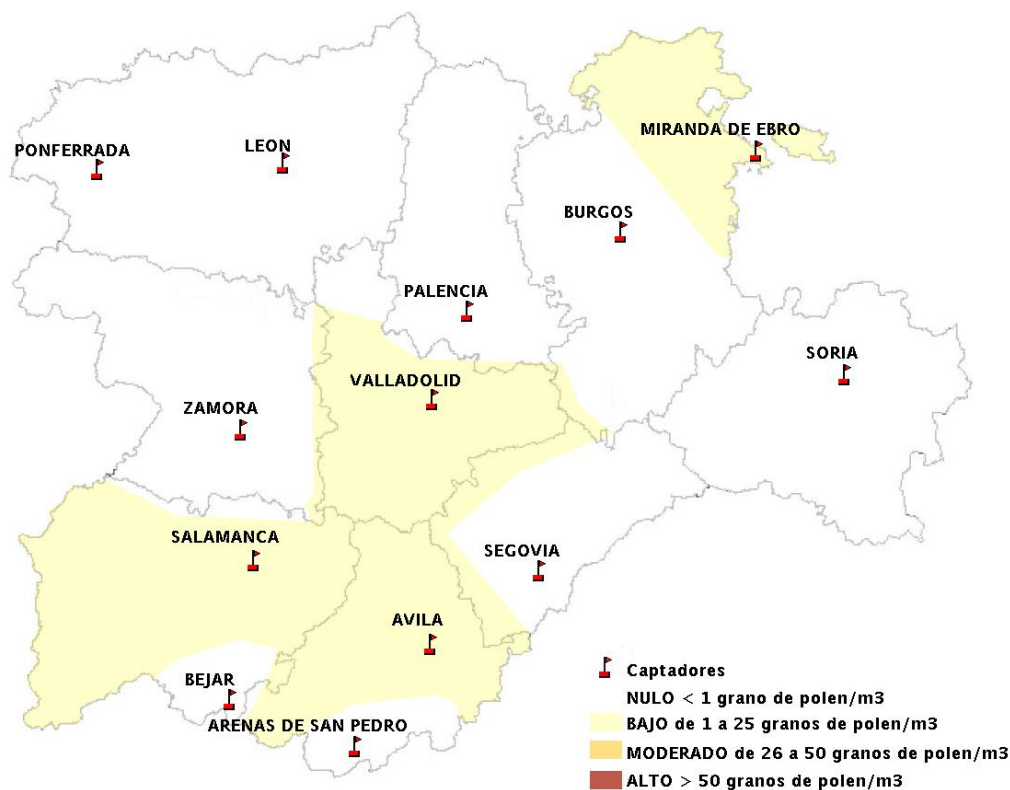 MIRANDA DE EBRO
PONFERRADA
LEON
BURGOS
PALENCIA
SORIA
VALLADOLID
ZAMORA
SALAMANCA
SEGOVIA
AVILA
BEJAR
ARENAS DE SAN PEDRO
Captadores
NULO < 1 grano de polen/m3
BAJO de 1 a 25 granos de polen/m3
MODERADO de 26 a 50 granos de polen/m3
ALTO > 50 granos de polen/m3